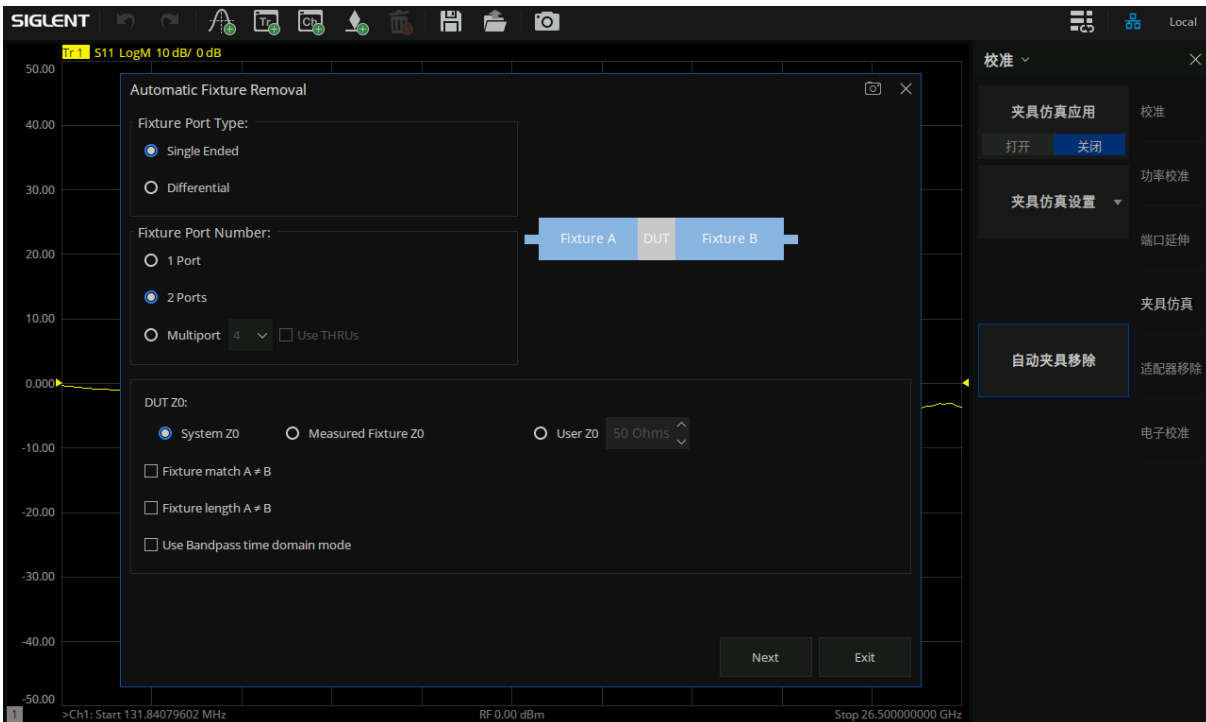 SIGLENT
Tr Ch Local
Tr 1 S11 LogM 10 dB/ 0 dB
50.00
40.00
30.00
20.00
10.00
0.000
-10.00
-20.00
-30.00
-40.00
-50.00
Automatic Fixture Removal
Fixture Port Type:
Single Ended
Differential
Fixture Port Number:
1 Port
2 Ports
Multiport 4 Use THRUs
Fixture A DUT Fixture B
DUT Z0:
System Z0 Measured Fixture Z0 User Z0 50 Ohms
Fixture match A ≠ B
Fixture length A ≠ B
Use Bandpass time domain mode
Next Exit
1 >Ch1: Start 131.84079602 MHz RF 0.00 dBm Stop 26.500000000 GHz
校准
夹具仿真应用
打开 关闭
夹具仿真设置
自动夹具移除
校准
功率校准
端口延伸
夹具仿真
适配器移除
电子校准